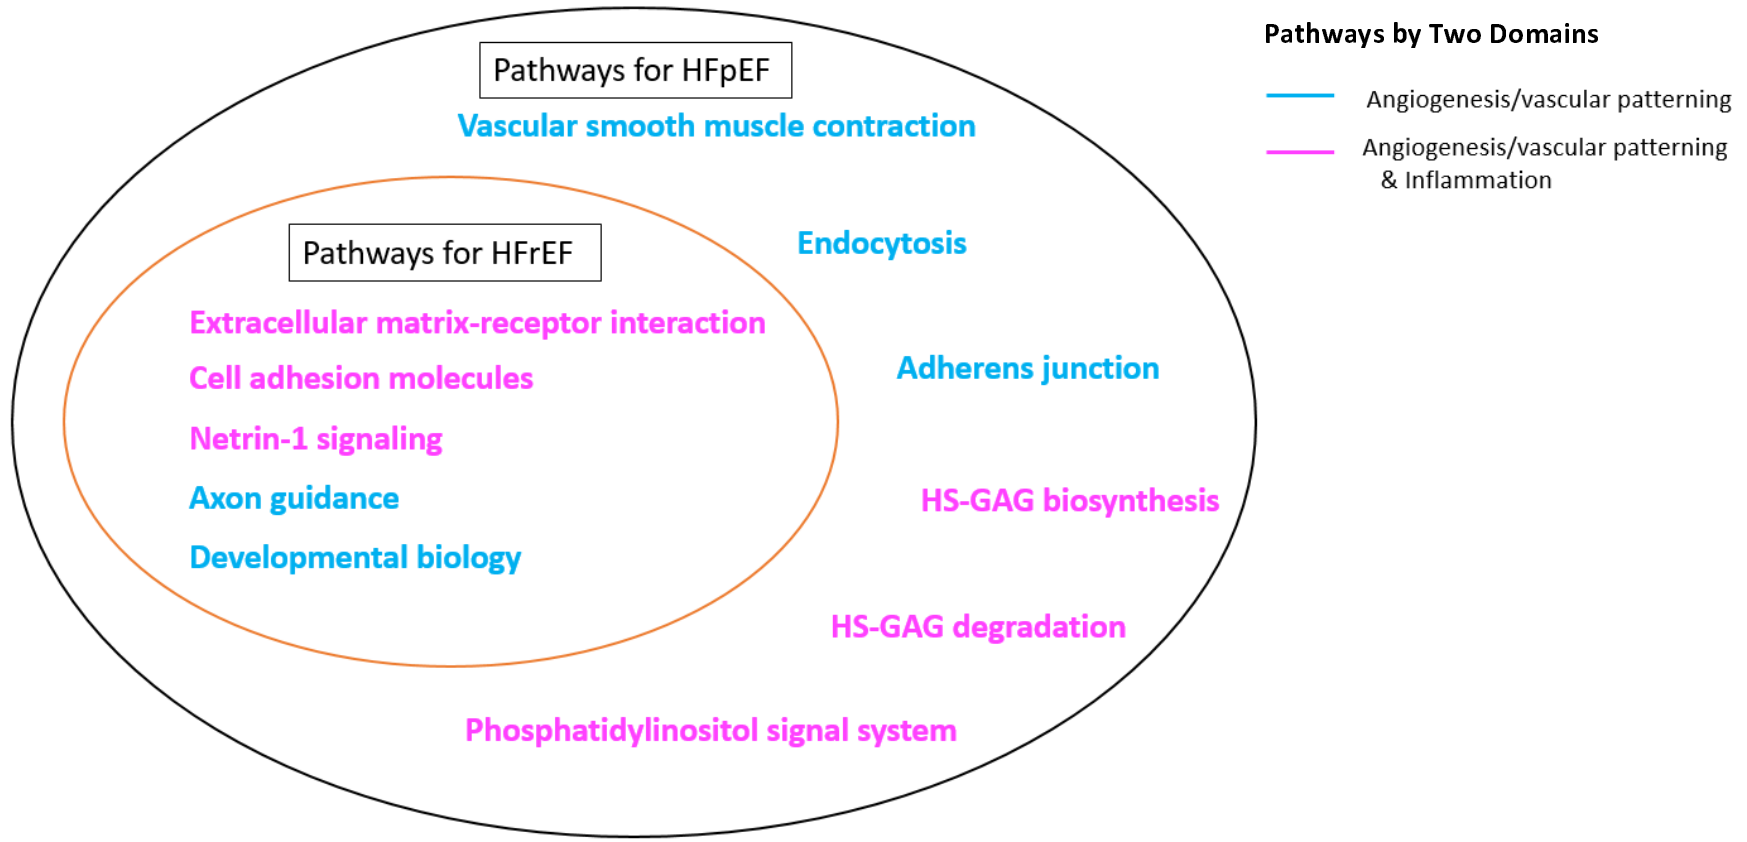 Pathways for HFpEF
Vascular smooth muscle contraction
Endocytosis
Adherens junction
HS-GAG biosynthesis
HS-GAG degradation
Phosphatidylinositol signal system
Pathways for HFrEF
Extracellular matrix-receptor interaction
Cell adhesion molecules
Netrin-1 signaling
Axon guidance
Developmental biology
Pathways by Two Domains
Angiogenesis/vascular patterning
Angiogenesis/vascular patterning
& Inflammation